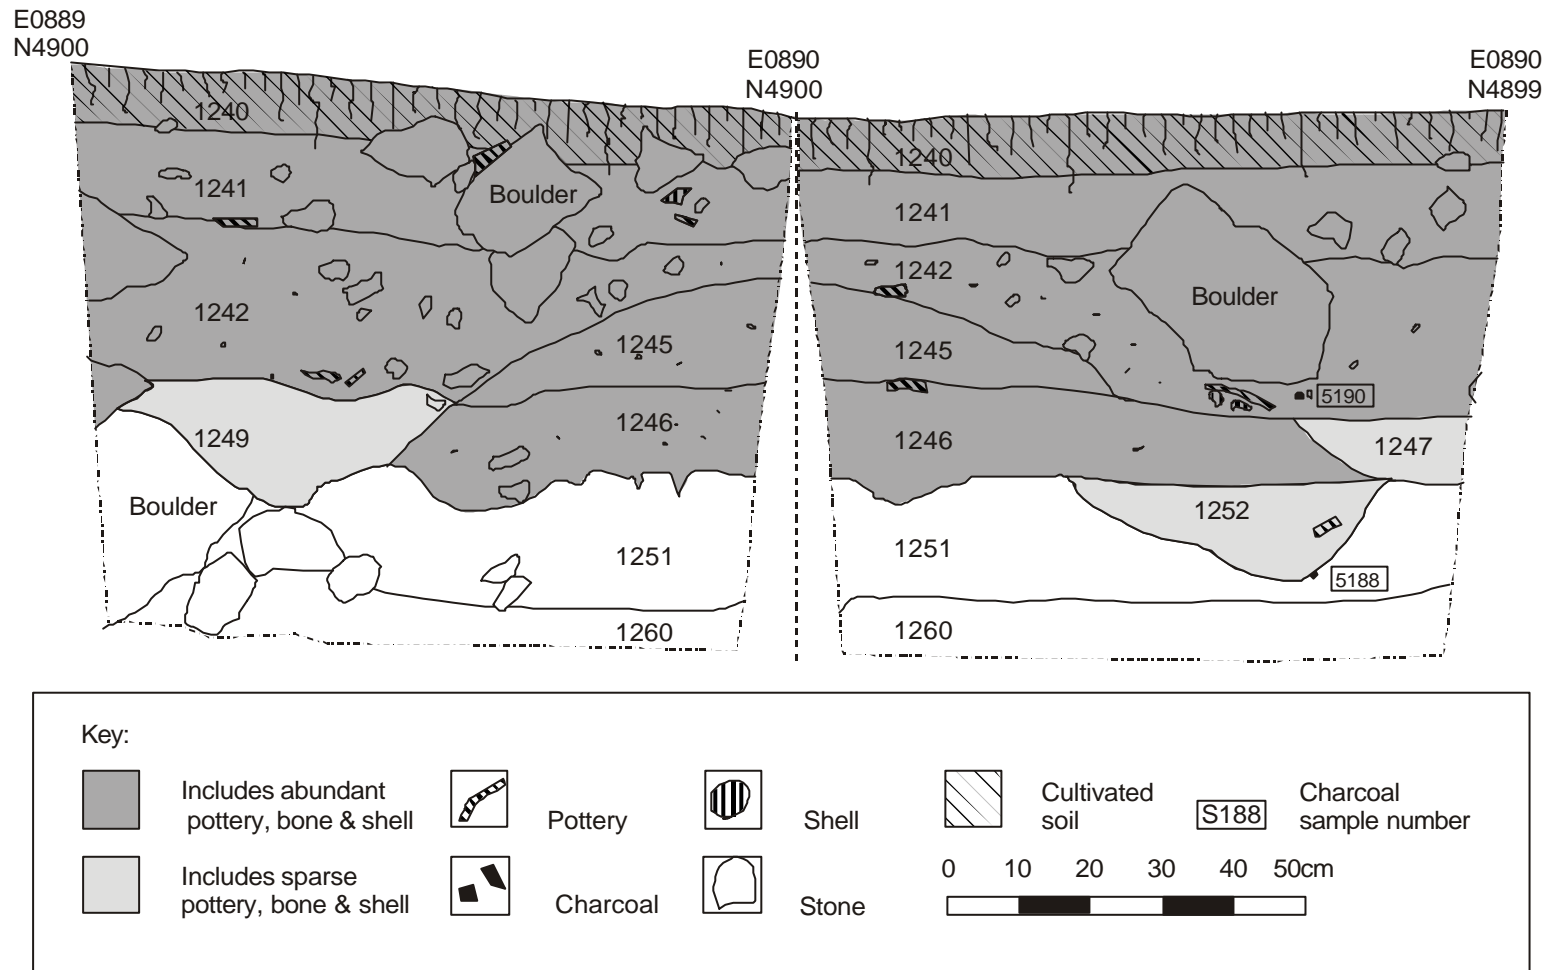 E0889
N4900
E0890
N4900
E0890
N4899
1240
1240
1241
Boulder
1241
1242
1242
Boulder
1245
1245
5190
1246
1246
1247
1249
Boulder
1252
1251
1251
5188
1260
1260
Key:
Includes abundant
pottery, bone & shell
Pottery
Shell
Cultivated
soil
S188
Charcoal
sample number
Includes sparse
pottery, bone & shell
Charcoal
Stone
0 10 20 30 40 50cm